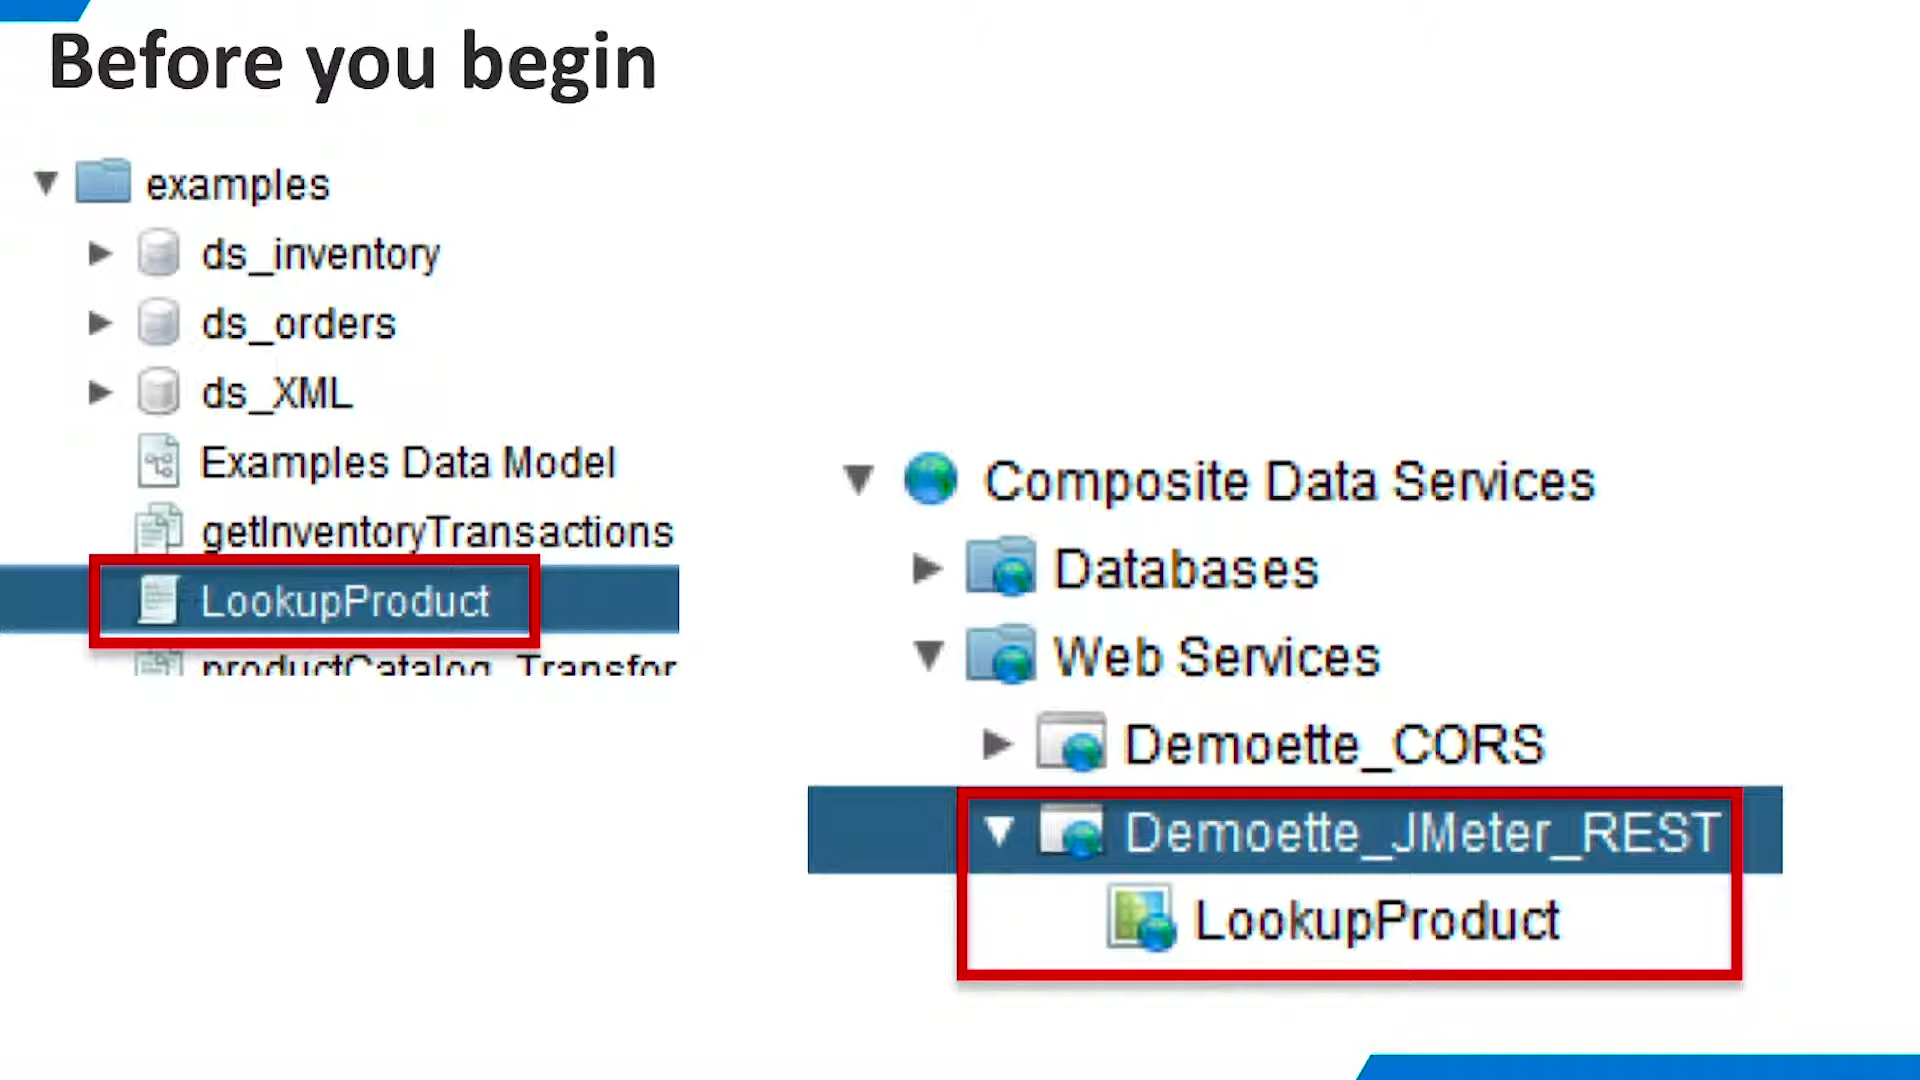 Before you begin
examples
ds_inventory
ds_orders
ds_XML
Examples Data Model
getInventoryTransactions
LookupProduct
productCatalog_Transfor
Composite Data Services
Databases
Web Services
Demoette_CORS
Demoette_JMeter_REST
LookupProduct